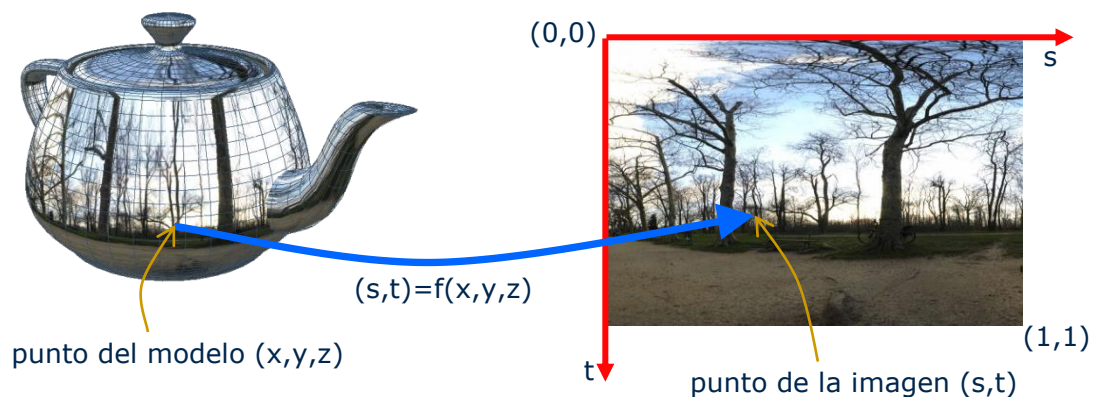 (0,0)
s
(s,t)=f(x,y,z)
(1,1)
punto del modelo (x,y,z)
t
punto de la imagen (s,t)